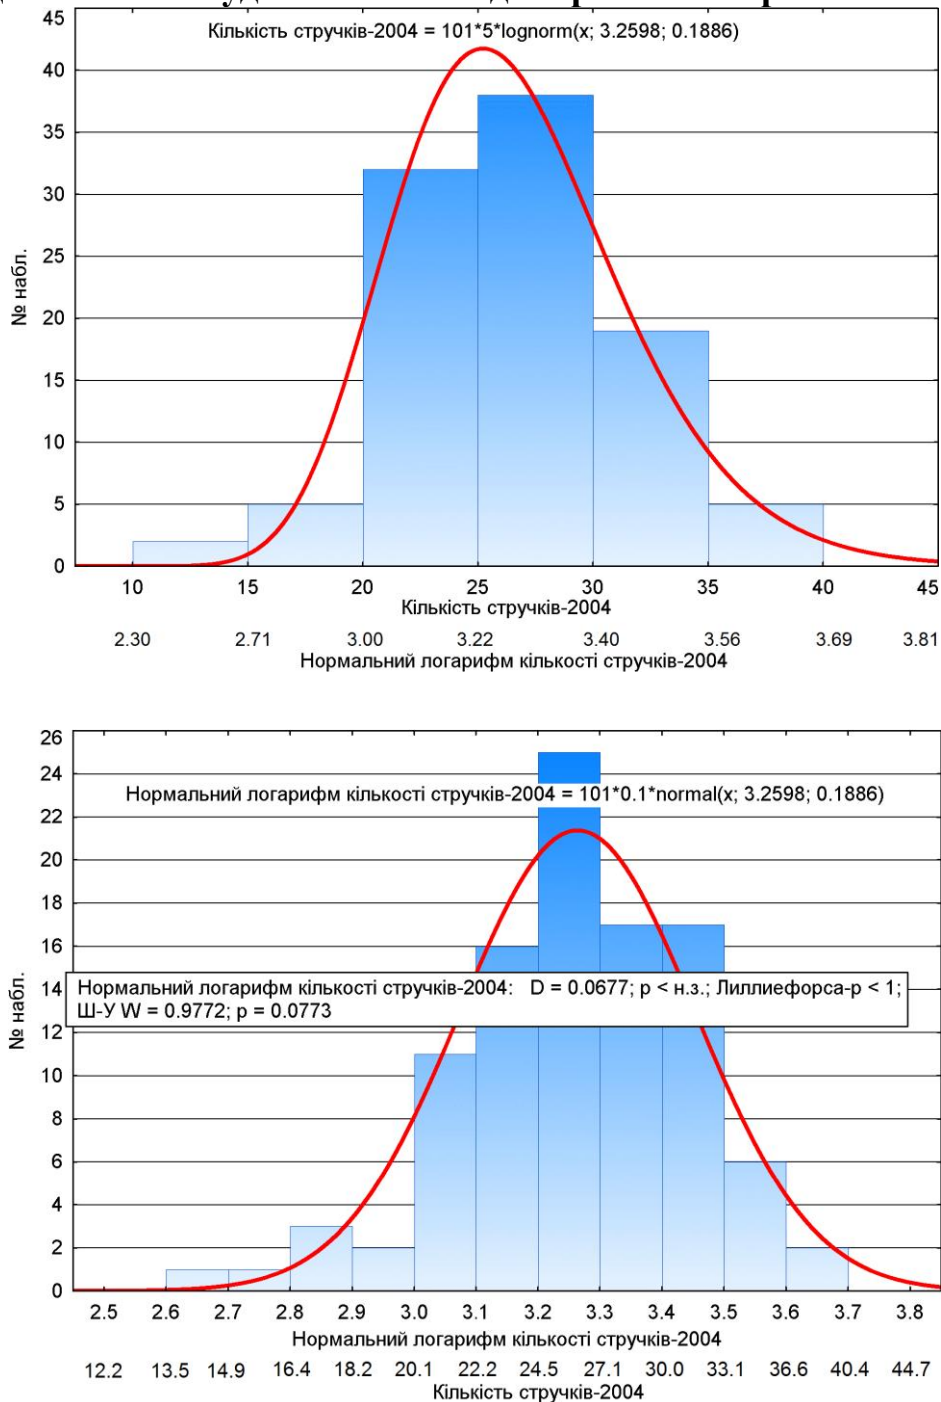 45
Кількість стручків-2004 = 101*5*lognorm(x; 3.2598; 0.1886)
40
35
30
25
20
15
10
5
0
№ набл.
10 15 20 25 30 35 40 45
Кількість стручків-2004
2.30 2.71 3.00 3.22 3.40 3.56 3.69 3.81
Нормальний логарифм кількості стручків-2004
26
24
Нормальний логарифм кількості стручків-2004 = 101*0.1*normal(x; 3.2598; 0.1886)
22
20
18
16
14
Нормальний логарифм кількості стручків-2004: D = 0.0677; p < н.з.; Лиллиефорса-p < 1;
Ш-У W = 0.9772; p = 0.0773
12
10
8
6
4
2
0
№ набл.
2.5 2.6 2.7 2.8 2.9 3.0 3.1 3.2 3.3 3.4 3.5 3.6 3.7 3.8
Нормальний логарифм кількості стручків-2004
12.2 13.5 14.9 16.4 18.2 20.1 22.2 24.5 27.1 30.0 33.1 36.6 40.4 44.7
Кількість стручків-2004